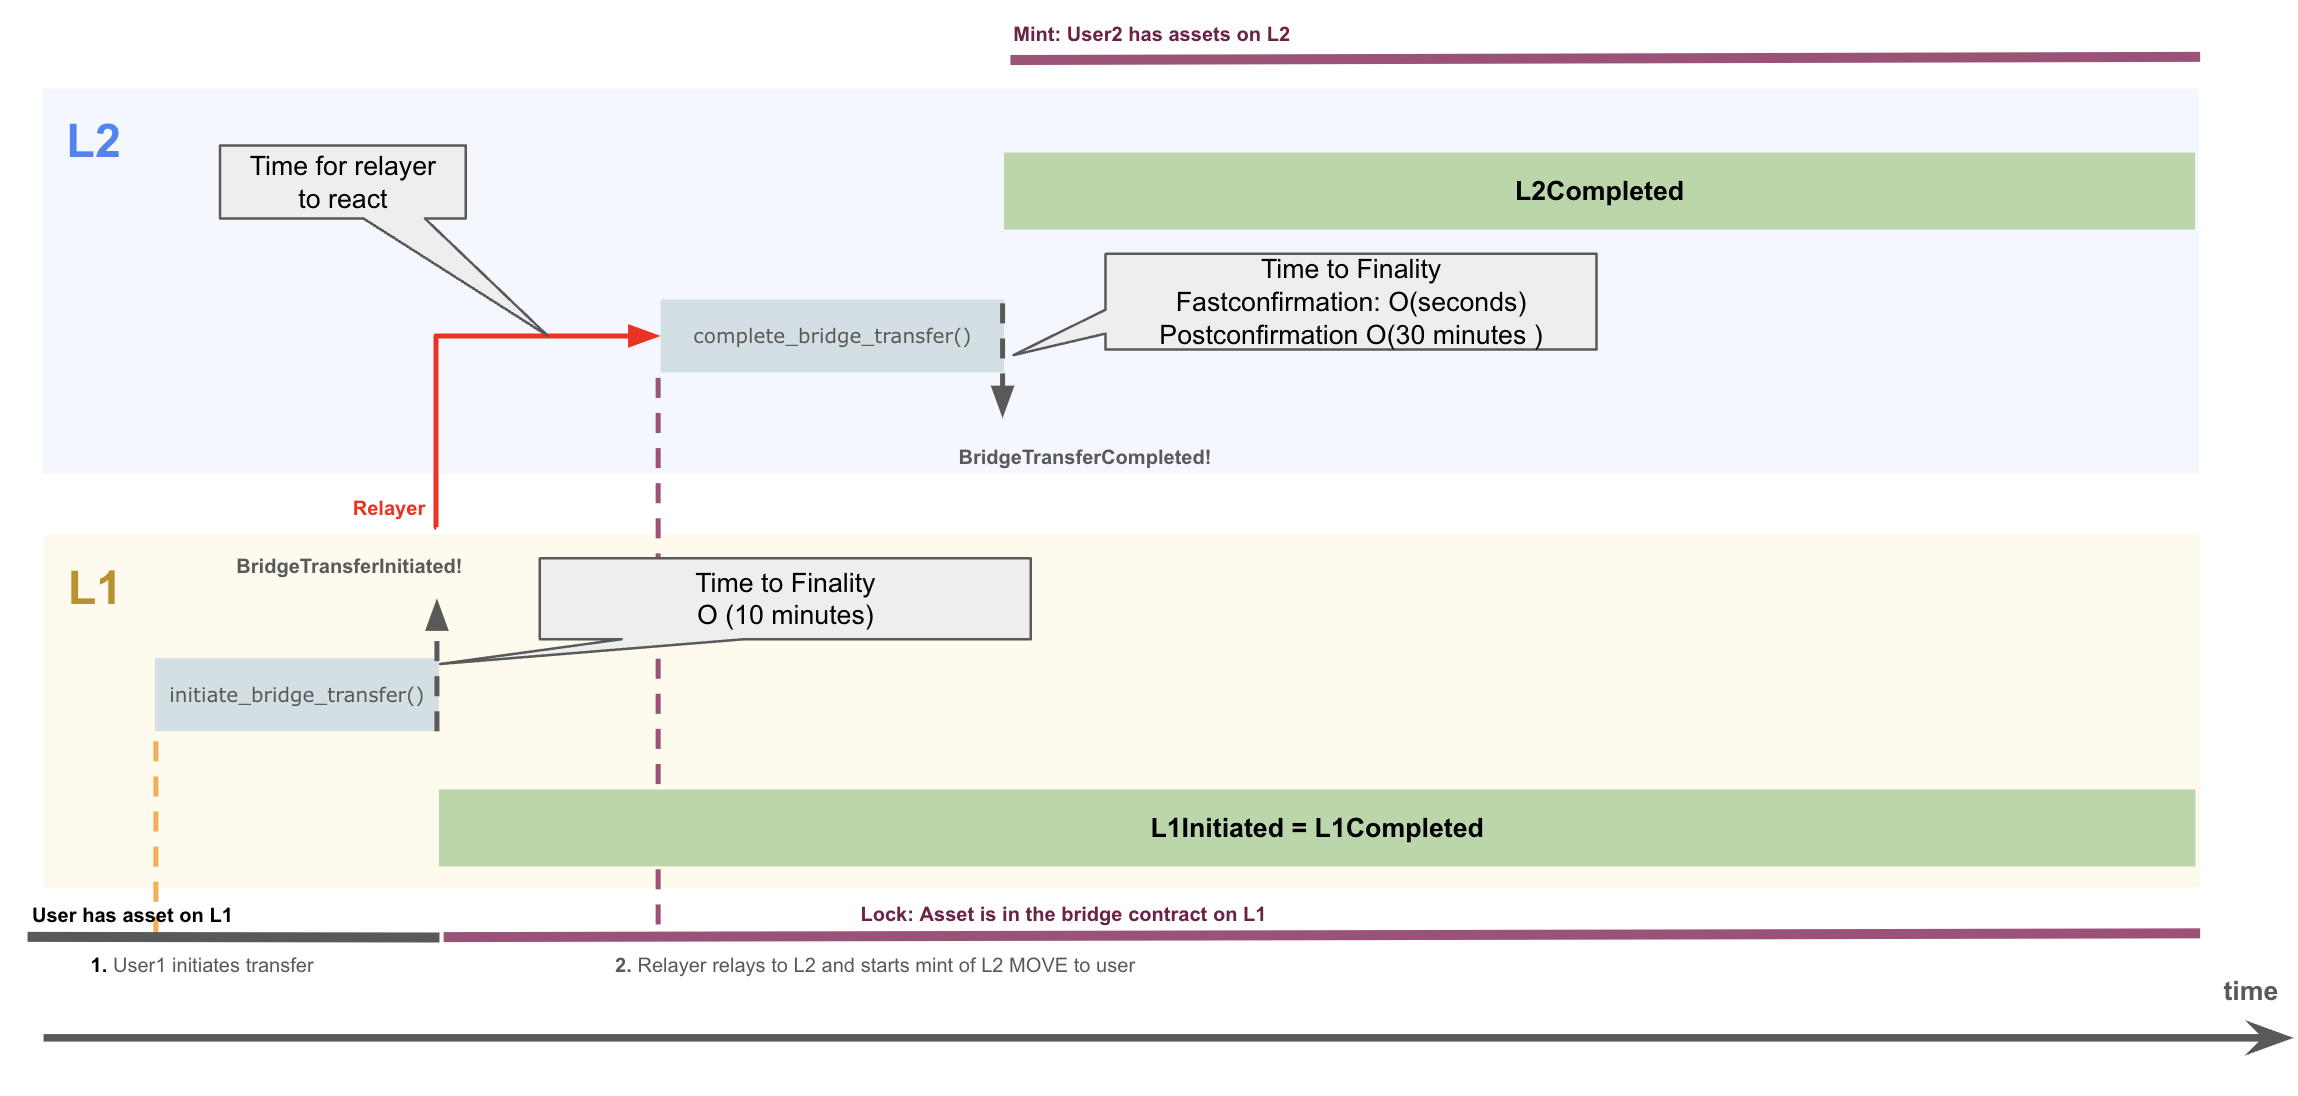 Mint: User2 has assets on L2
L2
Time for relayer
to react
L2Completed
Time to Finality
Fastconfirmation: O(seconds)
Postconfirmation O(30 minutes )
complete_bridge_transfer()
BridgeTransferCompleted!
Relayer
BridgeTransferInitiated!
L1
Time to Finality
O (10 minutes)
initiate_bridge_transfer()
L1Initiated = L1Completed
User has asset on L1
Lock: Asset is in the bridge contract on L1
1. User1 initiates transfer
2. Relayer relays to L2 and starts mint of L2 MOVE to user
time